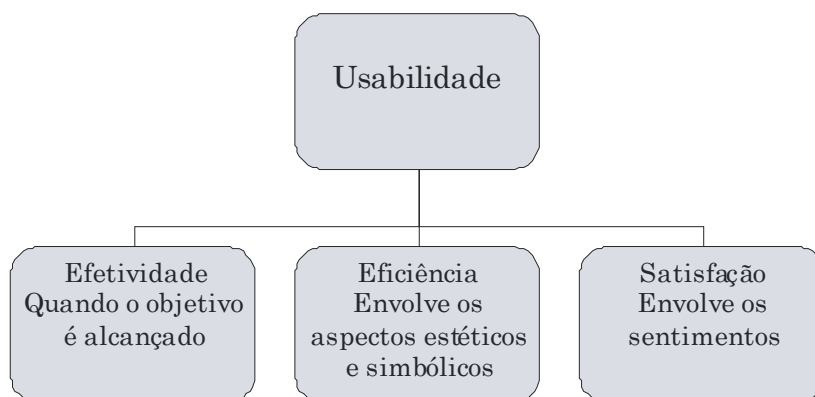 Usabilidade
Efetividade
Quando o objetivo
é alcançado
Eficiência
Envolve os
aspectos estéticos
e simbólicos
Satisfação
Envolve os
sentimentos